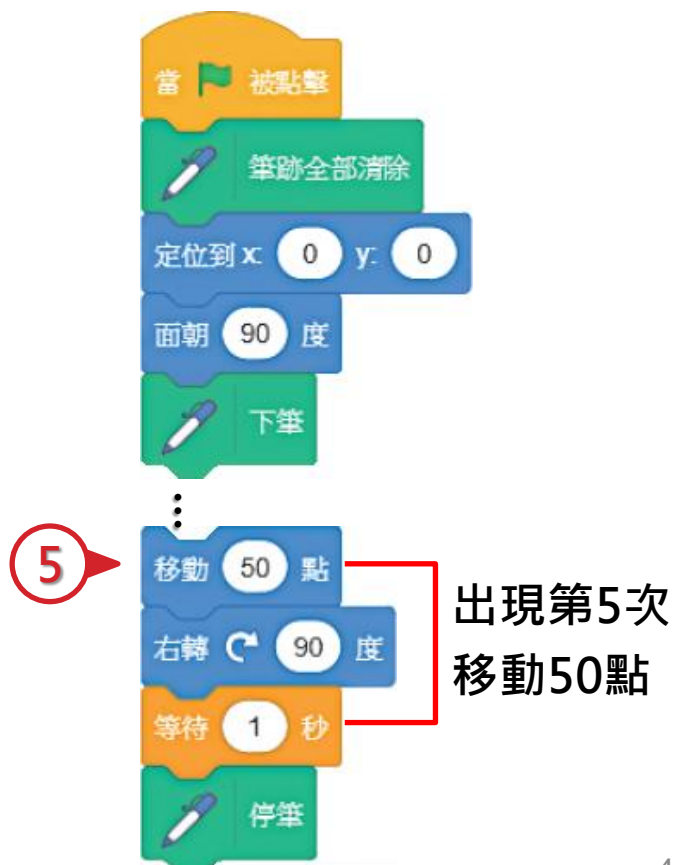 當 被點擊
筆跡全部清除
定位到 x: 0 y: 0
面朝 90 度
下筆
⋮
5
移動 50 點
右轉 90 度
等待 1 秒
停筆
出現第5次
移動50點